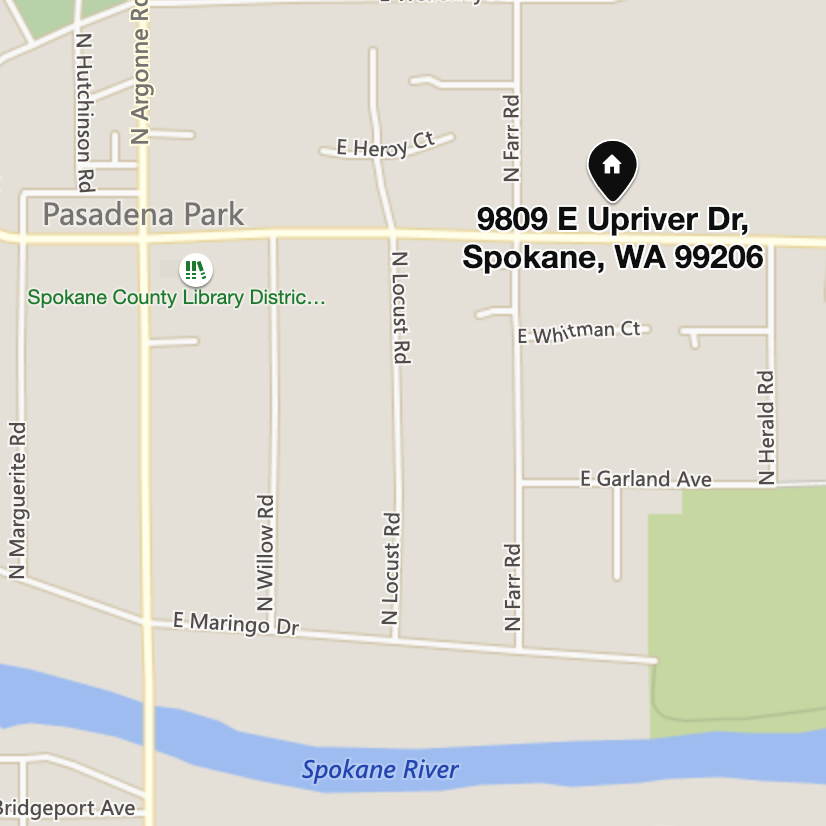 N Hutchinson Rd
N Argonne Rd
N Farr Rd
E Heroy Ct
Pasadena Park
9809 E Upriver Dr,
Spokane, WA 99206
Spokane County Library Distric…
N Locust Rd
E Whitman Ct
N Herald Rd
N Marguerite Rd
E Garland Ave
N Willow Rd
N Locust Rd
N Farr Rd
E Maringo Dr
Spokane River
Bridgeport Ave